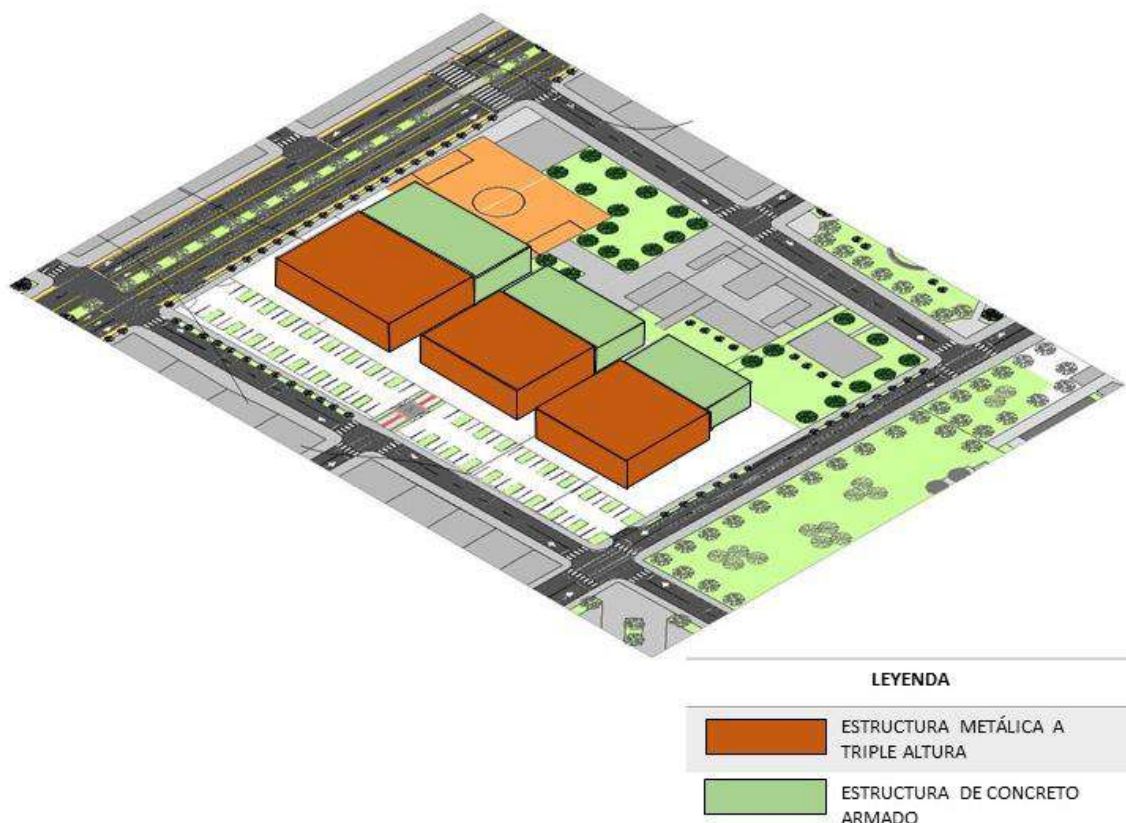 LEYENDA
ESTRUCTURA METÁLICA A
TRIPLE ALTURA
ESTRUCTURA DE CONCRETO
ARMADO